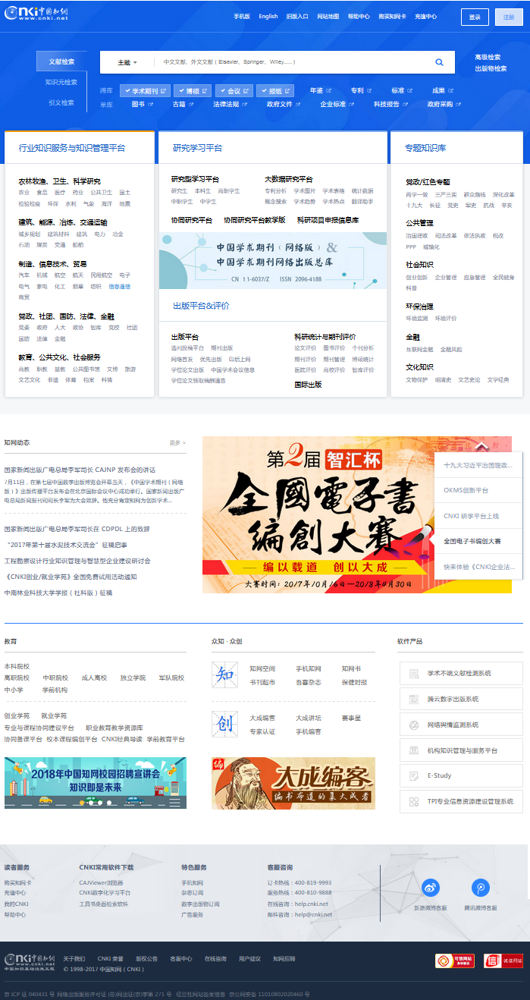 CNKI中国知网
www.cnki.net
手机版 English 旧版入口 网站地图 帮助中心 购买知网卡 充值中心 登录 注册
文献检索 主题 中文文献、外文文献（Elsevier、Springer、Wiley......） 高级检索
出版物检索
知识元检索
引文检索
跨库 学术期刊 博硕 会议 报纸 年鉴 专利 标准 成果
单库 图书 古籍 法律法规 政府文件 企业标准 科技报告 政府采购
行业知识服务与知识管理平台
农林牧渔、卫生、科学研究
农业 食品 医疗 药业 公共卫生 国土
检验检疫 环保 水利 气象 海洋 地震
建筑、能源、冶炼、交通运输
城乡规划 建筑材料 建筑 电力 冶金
石油 煤炭 交通 船舶
制造、信息技术、贸易
汽车 机械 航空 航天 民用航空 电子
电气 家电 化工 烟草 纺织 信息通信
商贸
党政、社团、国防、法律、金融
党委 政府 人大 政协 智库 党校 社团
国防 法律 金融
教育、公共文化、社会服务
高教 职教 基教 公共图书馆 文博 旅游
文艺文化 非遗 体育 档案 科情
研究学习平台
研究型学习平台
研究生 本科生 高职学生
中职学生 中学生
大数据研究平台
专利分析 学术图片 学术表格 统计数据
概念搜索 学术趋势 学术热点 翻译助手
协同研究平台 协同研究平台教学版 科研项目申报信息库
中国学术期刊（网络版）&
中国学术期刊网络出版总库
CN 11-6037/Z ISSN 2096-4188
出版平台&评价
出版平台
选刊投稿平台 期刊出版
网络首发 优先出版 印后上网
学位论文出版 中国学术会议信息
学位论文领取稿酬通告
科研统计与期刊评价
论文评价 图书评价 个刊分析
期刊评价 期刊管理 博硕统计
医院评价 高校评价 智库评价
国际出版
专题知识库
党政/红色专题
两学一做 三严三实 群众路线 深化改革
十九大 长征 党史 军史 抗战 辛亥
公共管理
治国理政 司法改革 依法执政 税改
PPP 城镇化
社会知识
创业创新 企业管理 应急管理 全民健身
科普
环保治理
环境监测 环境评价
金融
互联网金融 金融风险
文化知识
文物保护 明清史 文艺史论 文学经典
知网动态 更多 >
国家新闻出版广电总局李军司长 CAJNP 发布会的讲话
7月11日，在第七届中国数字出版博览会开幕当天，《中国学术期刊（网络
版）》出版传播平台发布会在北京国际会议中心成功举行。国家新闻出版广
电总局新闻报刊司司长李军为大会致辞。他充分肯定知网为创新学术...
国家新闻出版广电总局李军司长在 CDPDL 上的致辞
“2017年第十届水泥技术交流会”征稿启事
工程勘察设计行业知识管理与智慧型企业建设研讨会
《CNKI创业/就业学苑》全国免费试用活动通知
中南林业科技大学学报（社科版）征稿
第2届 智汇杯
全國電子書
编創大赛
编以载道 创以大成
大赛时间：2017年10月16日—2018年4月30日
十九大习近平治国理政...
OKMS创新平台
CNKI 研学平台上线
全国电子书编创大赛
快来体验《CNKI企业法...
教育
本科院校
高职院校 中职院校 成人高校 独立学院 军队院校
中小学 学前机构
创业学苑 就业学苑
专业与课程协同建设平台 职业教育教学资源库
协同备课平台 校本课程编创平台 CNKI经典导读 学前教育平台
2018年中国知网校园招聘宣讲会
知识即是未来
众知 · 众创
知
知网空间 手机知网 知网书
书刊超市 吾喜杂志 保健时报
创
大成编客 大成讲坛 赛事星
专家认证 手机编客
编
大成编客
编书布道的集大成者
软件产品
学术不端文献检测系统
腾云数字出版系统
网络舆情监测系统
机构知识管理与服务平台
E-Study
TPI专业信息资源建设管理系统
读者服务
购买知网卡
充值中心
我的CNKI
帮助中心
CNKI常用软件下载
CAJViewer浏览器
CNKI数字化学习平台
工具书桌面检索软件
特色服务
手机知网
杂志订阅
数字出版物订阅
广告服务
客服咨询
订卡热线：400-819-9993
服务热线：400-810-9888
在线咨询：help.cnki.net
邮件咨询：help@cnki.net
新浪微博客服 腾讯微博客服
CNKI中国知网
www.cnki.net
中国知识基础设施工程
关于我们 CNKI 荣誉 版权公告 客服中心 在线咨询 用户建议 知网招聘
© 1998-2017 中国知网（CNKI）
可信网站
身份验证
信 诚信网站
京 ICP 证 040431 号 网络出版服务许可证 (总)网出证(京)字第 271 号 经营性网站备案信息 京公网安备 11010802020460 号